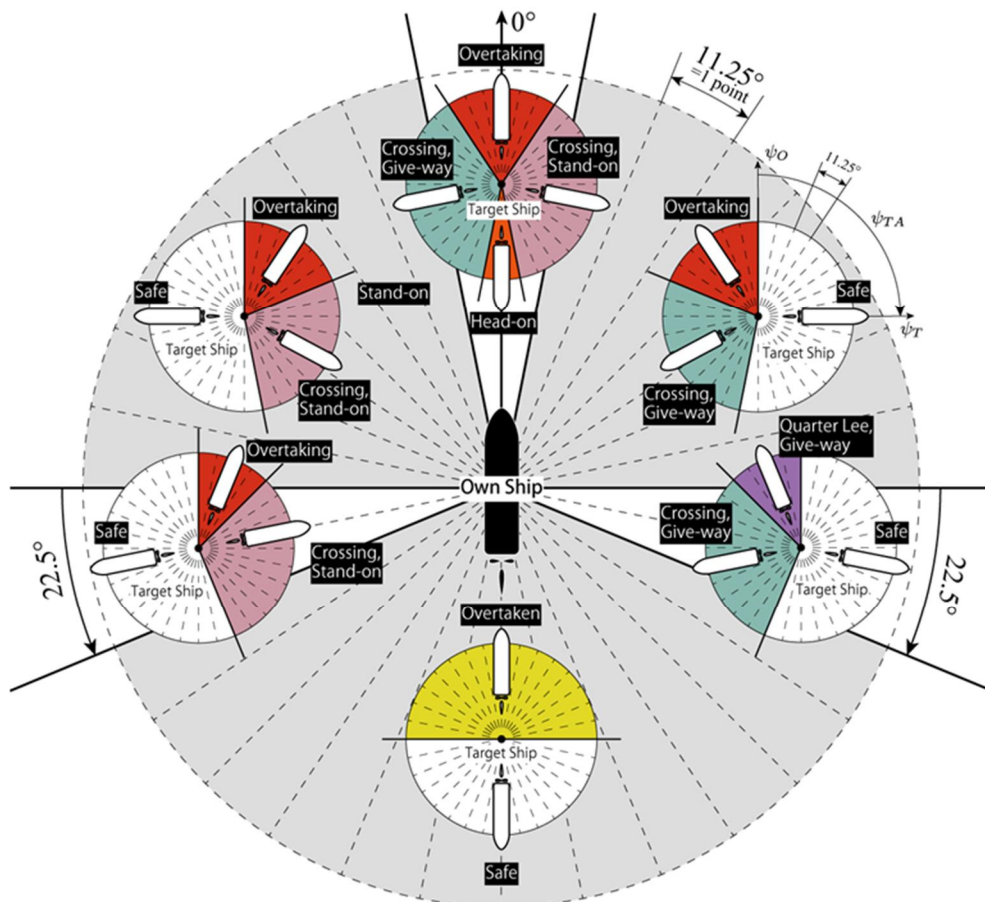 0°
Overtaking
11.25°
=1 point
Crossing,
Give-way
Crossing,
Stand-on
Target Ship
ψO
11.25°
ψTA
ψT
Overtaking
Safe
Target Ship
Stand-on
Crossing,
Stand-on
Head-on
Overtaking
Safe
Target Ship
Crossing,
Give-way
Quarter Lee,
Give-way
Overtaking
Safe
Target Ship
Crossing,
Stand-on
Own Ship
Crossing,
Give-way
Safe
Target Ship
22.5°
22.5°
Overtaken
Target Ship
Safe